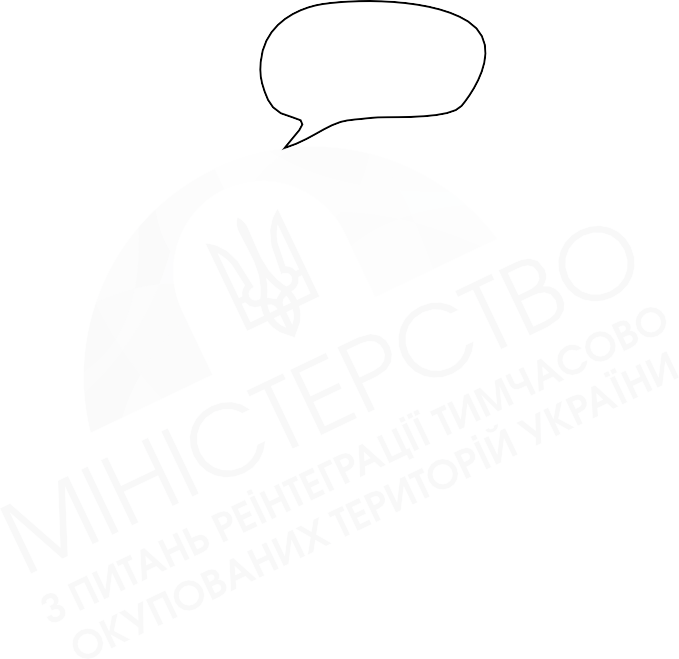 МІНІСТЕРСТВО
З ПИТАНЬ РЕІНТЕГРАЦІЇ ТИМЧАСОВО
ОКУПОВАНИХ ТЕРИТОРІЙ УКРАЇНИ